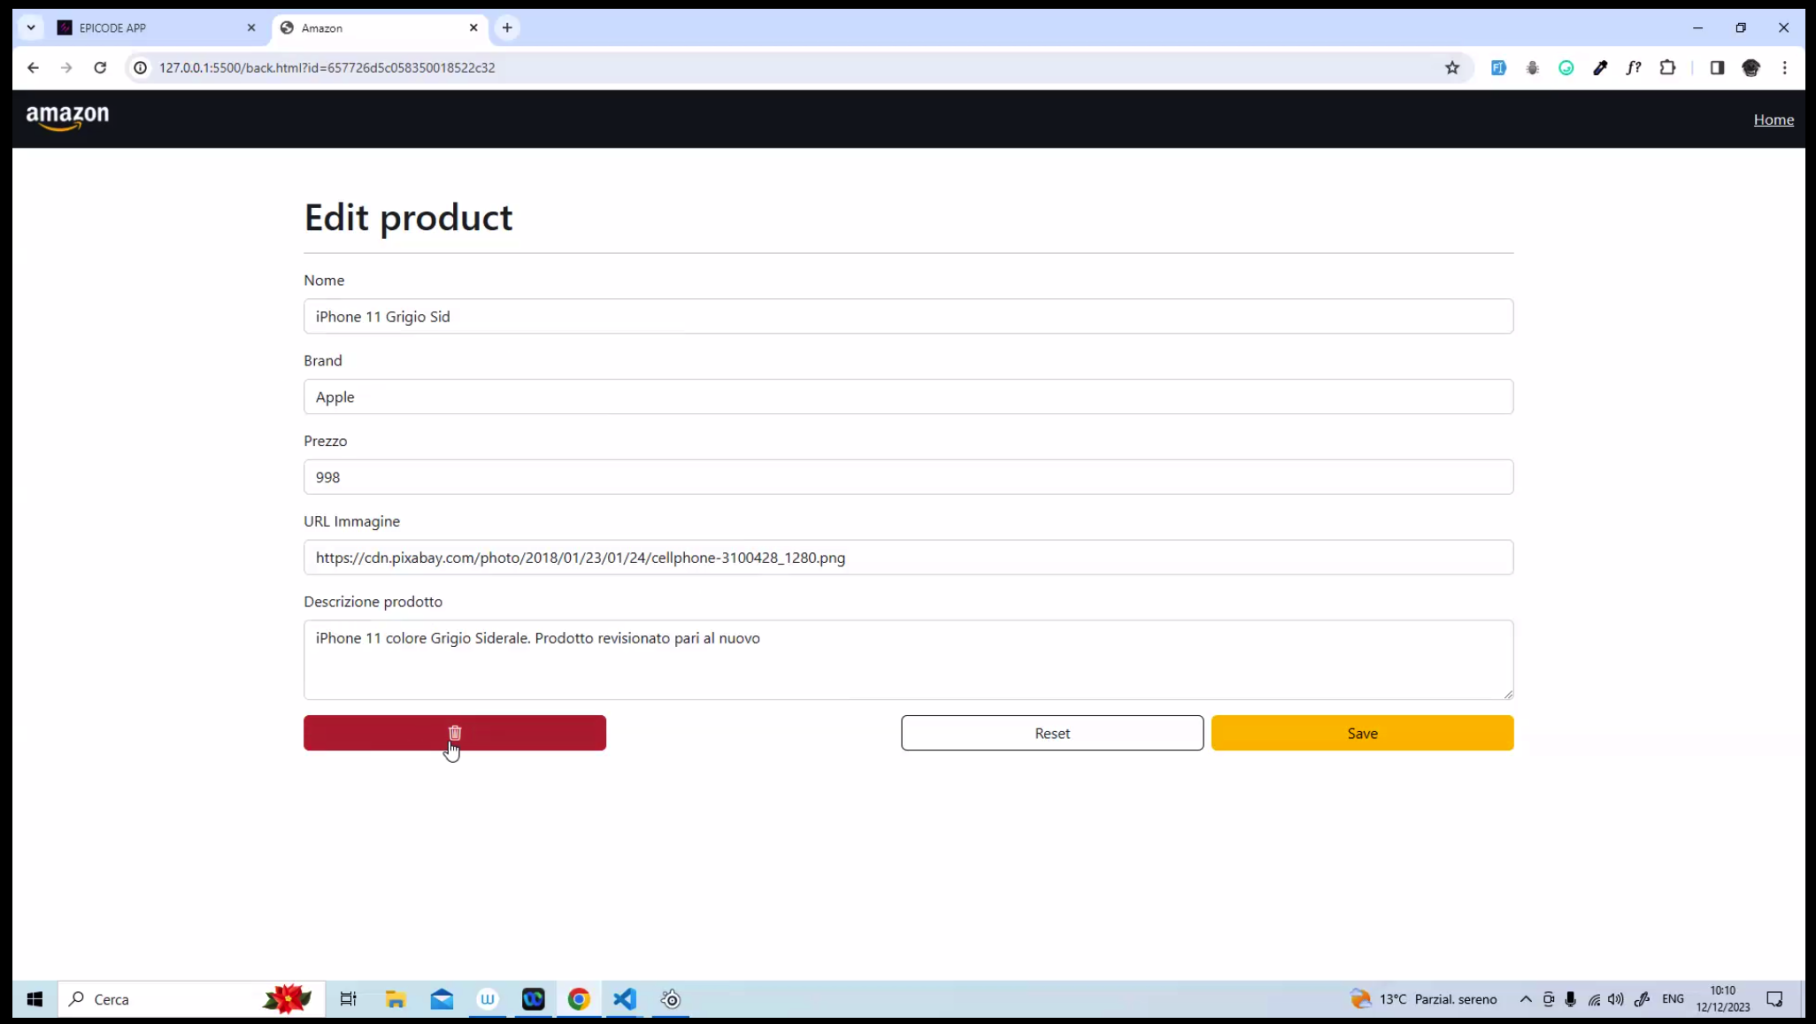 EPICODE APP
Amazon
127.0.0.1:5500/back.html?id=657726d5c058350018522c32
amazon
Home
Edit product
Nome
iPhone 11 Grigio Sid
Brand
Apple
Prezzo
998
URL Immagine
https://cdn.pixabay.com/photo/2018/01/23/01/24/cellphone-3100428_1280.png
Descrizione prodotto
iPhone 11 colore Grigio Siderale. Prodotto revisionato pari al nuovo
Reset
Save
Cerca
13°C Parzial. sereno
ENG
10:10
12/12/2023